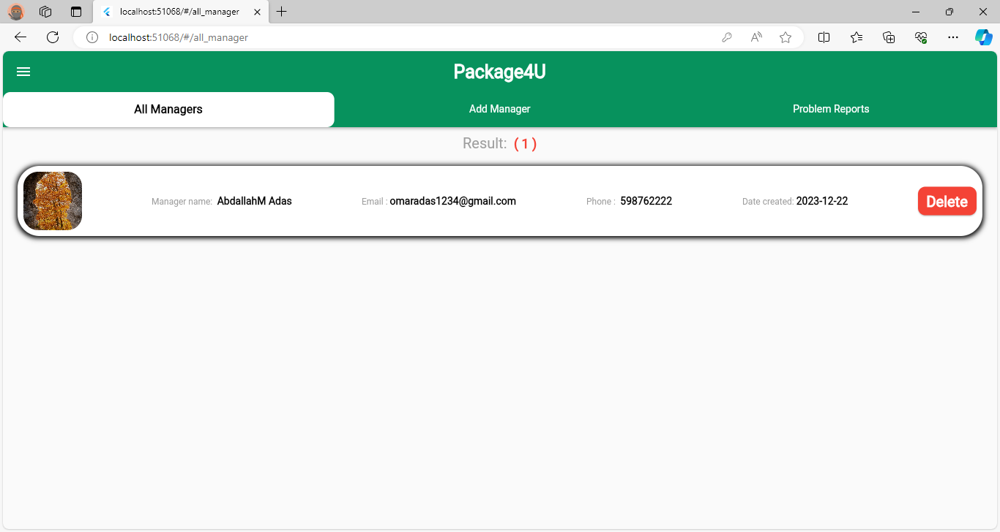 localhost:51068/#/all_manager
localhost:51068/#/all_manager
Package4U
All Managers
Add Manager
Problem Reports
Result: ( 1 )
Manager name: AbdallahM Adas
Email : omaradas1234@gmail.com
Phone : 598762222
Date created: 2023-12-22
Delete